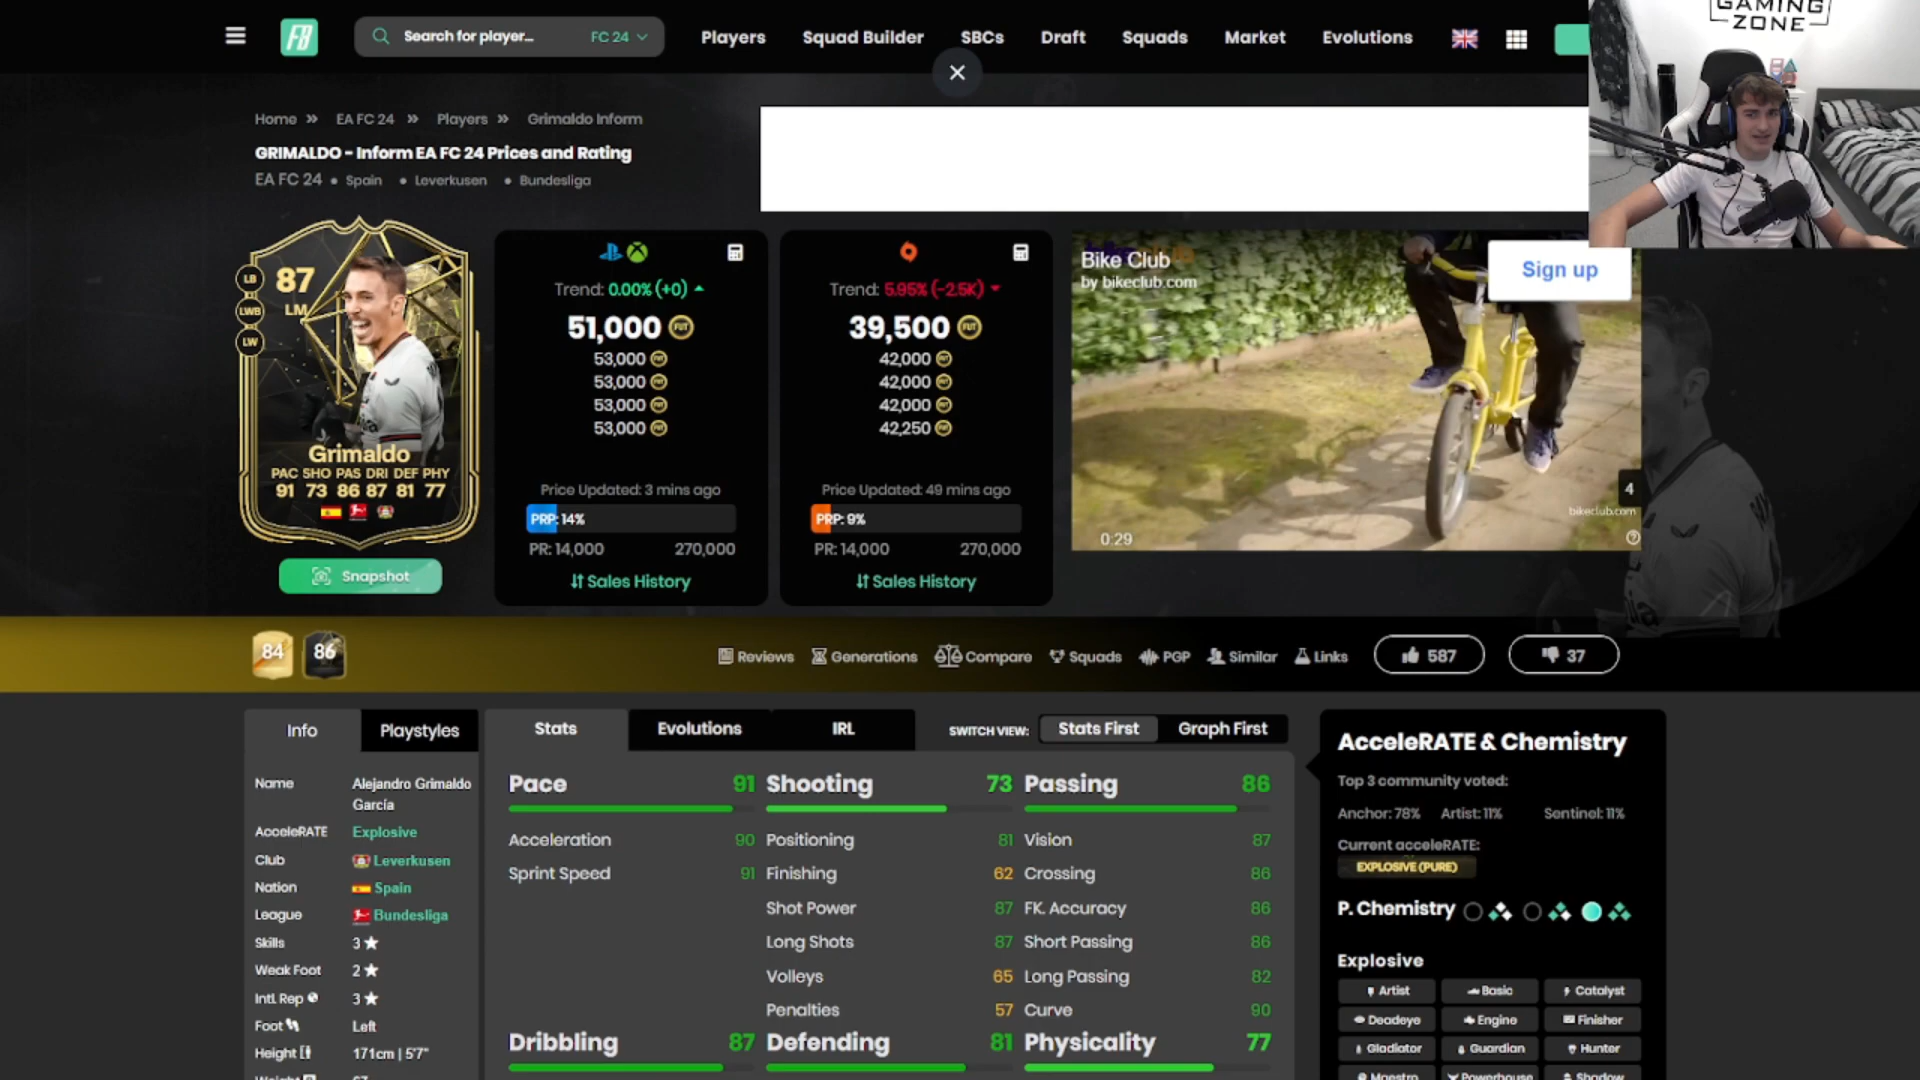 FB
Search for player...
FC 24
Players
Squad Builder
SBCs
Draft
Squads
Market
Evolutions
GAMING
ZONE
Home » EA FC 24 » Players » Grimaldo Inform
GRIMALDO - Inform EA FC 24 Prices and Rating
EA FC 24 • Spain • Leverkusen • Bundesliga
LB
LWB
LW
87
LM
Grimaldo
PAC SHO PAS DRI DEF PHY
91 73 86 87 81 77
Snapshot
Trend: 0.00% (+0)
51,000
53,000
53,000
53,000
53,000
Price Updated: 3 mins ago
PRP: 14%
PR: 14,000 270,000
Sales History
Trend: 5.95% (-2.5K)
39,500
42,000
42,000
42,000
42,250
Price Updated: 49 mins ago
PRP: 9%
PR: 14,000 270,000
Sales History
Bike Club
by bikeclub.com
Sign up
4
bikeclub.com
0:29
84
86
Reviews
Generations
Compare
Squads
PGP
Similar
Links
587
37
Info
Playstyles
Name Alejandro Grimaldo
García
AcceleRATE Explosive
Club Leverkusen
Nation Spain
League Bundesliga
Skills 3
Weak Foot 2
Intl. Rep 3
Foot Left
Height 171cm | 5'7"
Weight 67
Stats
Evolutions
IRL
SWITCH VIEW:
Stats First
Graph First
Pace 91
Acceleration 90
Sprint Speed 91
Shooting 73
Positioning 81
Finishing 62
Shot Power 87
Long Shots 87
Volleys 65
Penalties 57
Passing 86
Vision 87
Crossing 86
FK. Accuracy 86
Short Passing 86
Long Passing 82
Curve 90
Dribbling 87
Defending 81
Physicality 77
AcceleRATE & Chemistry
Top 3 community voted:
Anchor: 78% Artist: 11% Sentinel: 11%
Current acceleRATE:
EXPLOSIVE (PURE)
P. Chemistry
Explosive
Artist Basic Catalyst
Deadeye Engine Finisher
Gladiator Guardian Hunter
Maestro Powerhouse Shadow